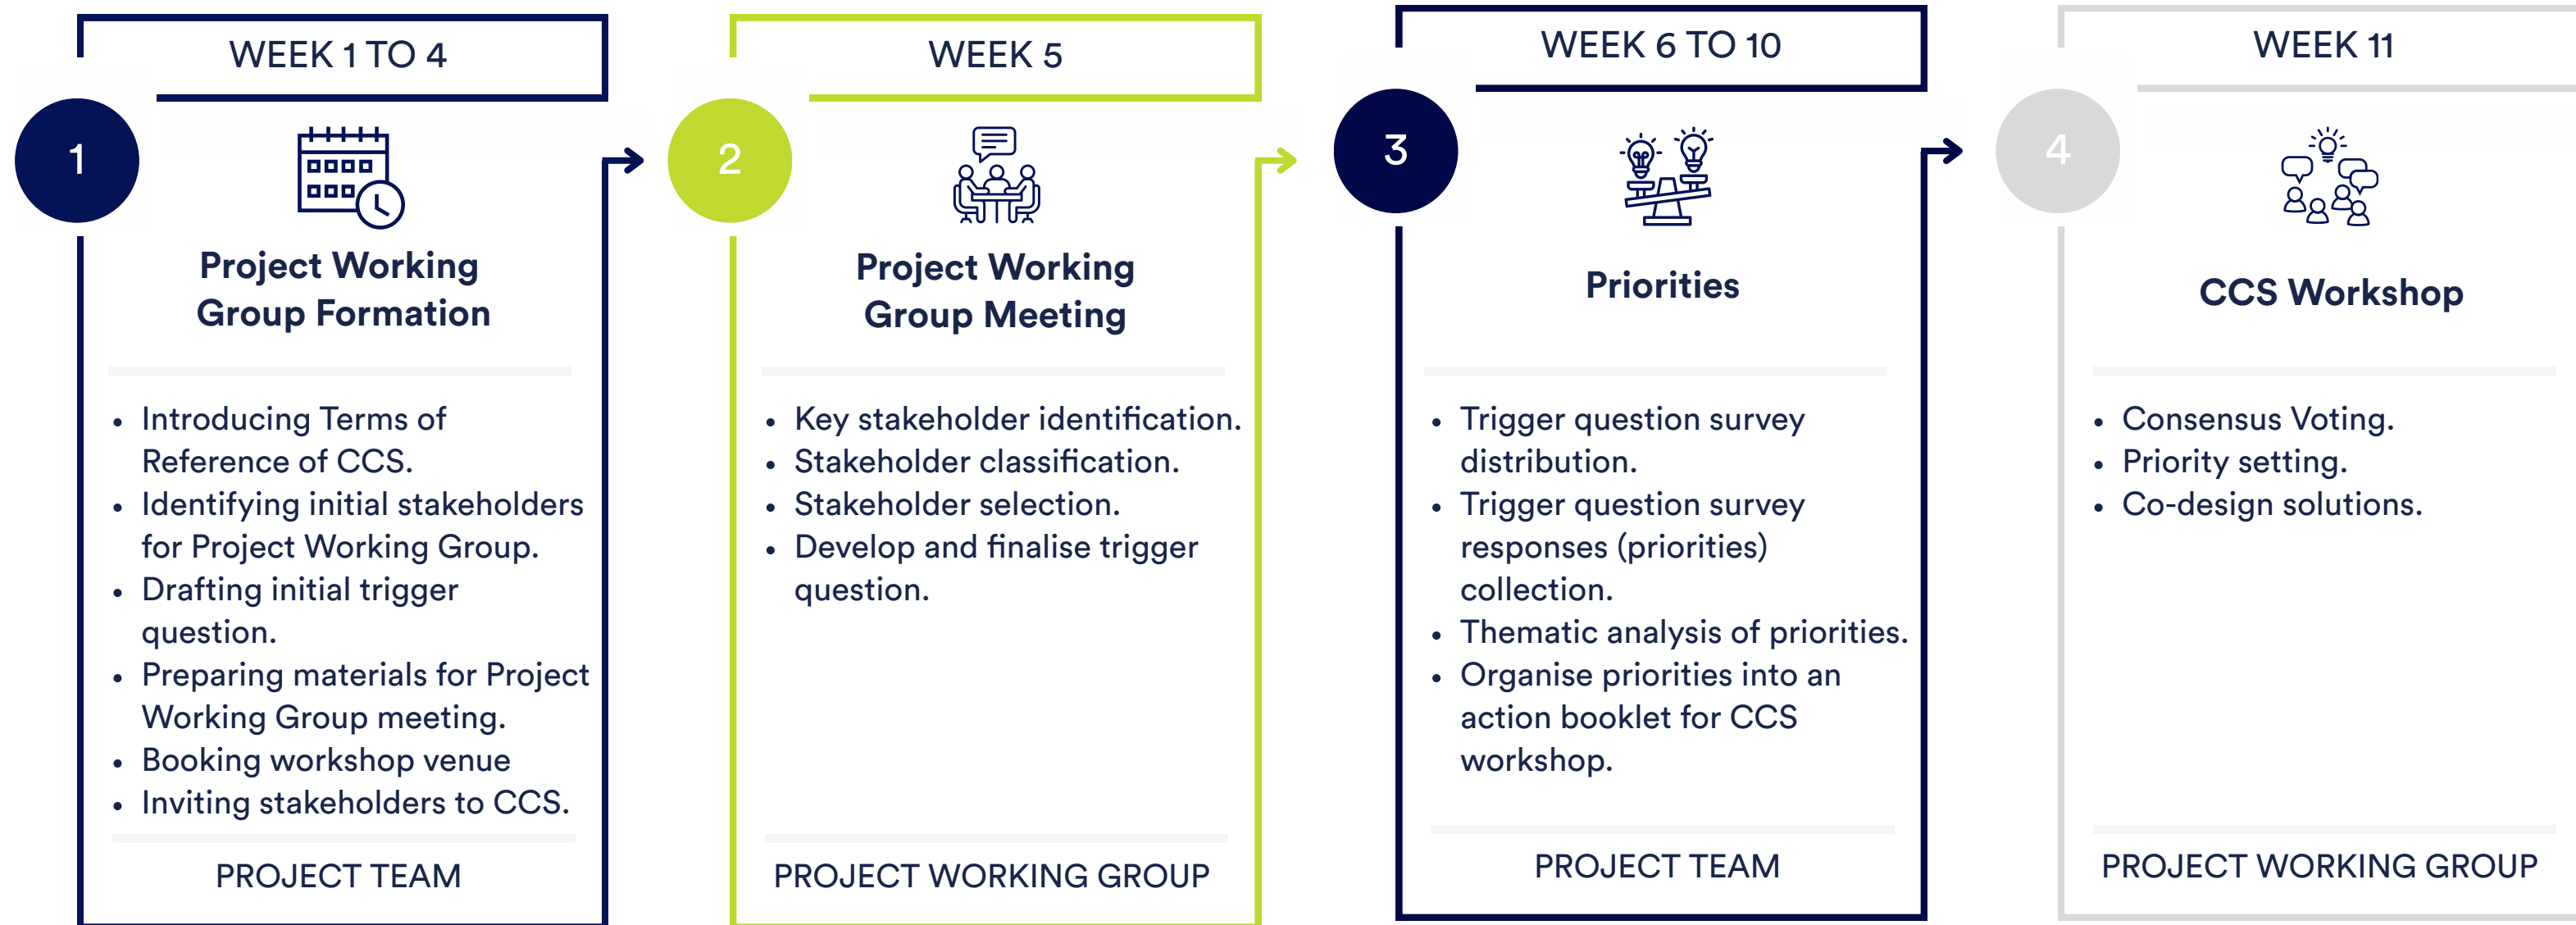 WEEK 1 TO 4
1
Project Working
Group Formation
• Introducing Terms of
Reference of CCS.
• Identifying initial stakeholders
for Project Working Group.
• Drafting initial trigger
question.
• Preparing materials for Project
Working Group meeting.
• Booking workshop venue
• Inviting stakeholders to CCS.
PROJECT TEAM
WEEK 5
2
Project Working
Group Meeting
• Key stakeholder identification.
• Stakeholder classification.
• Stakeholder selection.
• Develop and finalise trigger
question.
PROJECT WORKING GROUP
WEEK 6 TO 10
3
Priorities
• Trigger question survey
distribution.
• Trigger question survey
responses (priorities)
collection.
• Thematic analysis of priorities.
• Organise priorities into an
action booklet for CCS
workshop.
PROJECT TEAM
WEEK 11
4
CCS Workshop
• Consensus Voting.
• Priority setting.
• Co-design solutions.
PROJECT WORKING GROUP